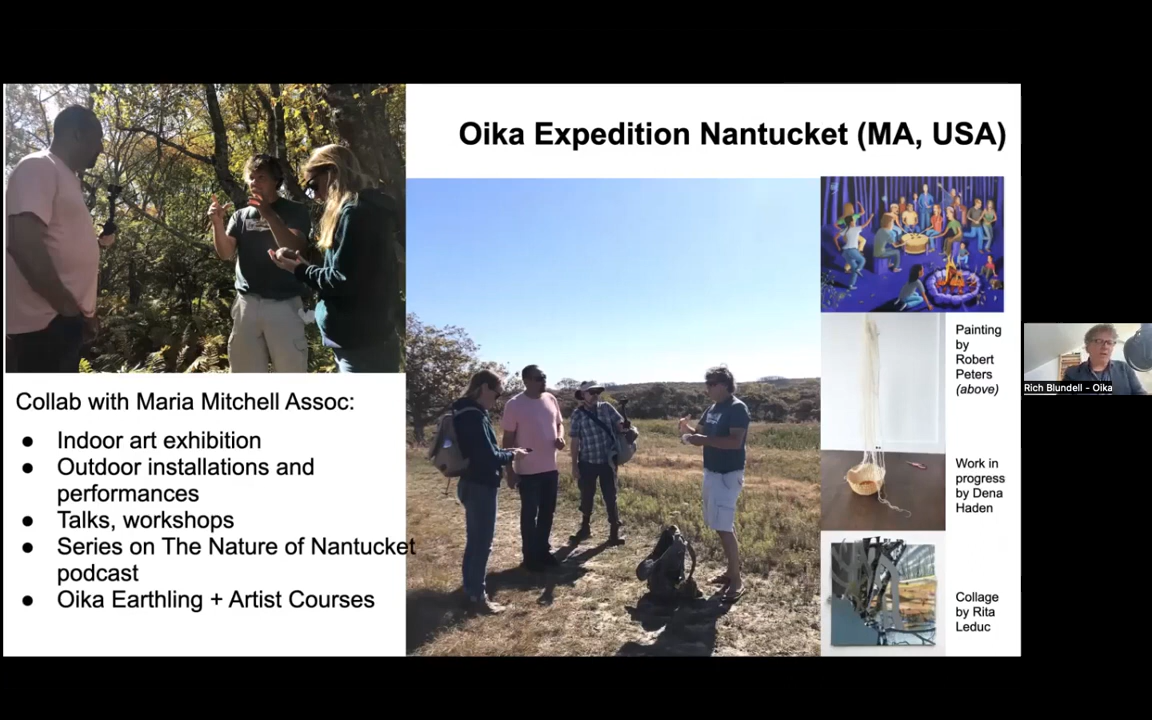 Oika Expedition Nantucket (MA, USA)
Collab with Maria Mitchell Assoc:
● Indoor art exhibition
● Outdoor installations and
performances
● Talks, workshops
● Series on The Nature of Nantucket
podcast
● Oika Earthling + Artist Courses
Painting
by
Robert
Peters
(above)
Work in
progress
by Dena
Haden
Collage
by Rita
Leduc
Rich Blundell - Oika